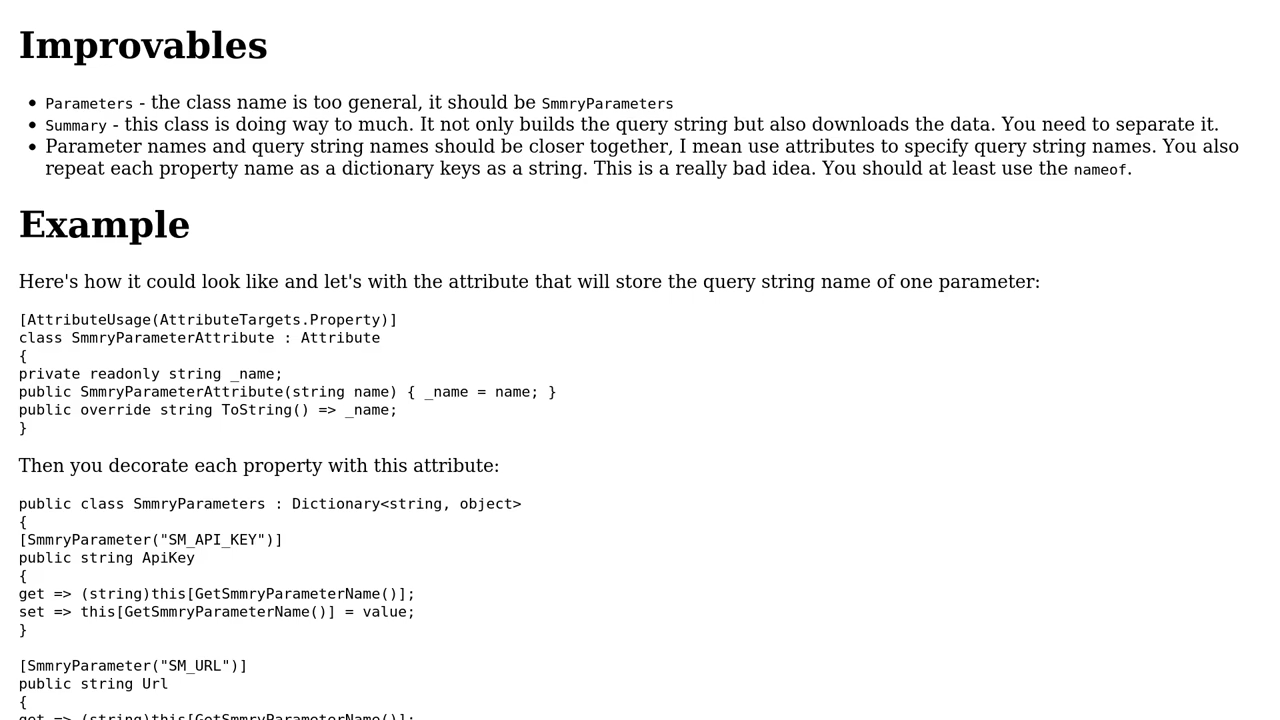 Improvables
• Parameters - the class name is too general, it should be SmmryParameters
• Summary - this class is doing way to much. It not only builds the query string but also downloads the data. You need to separate it.
• Parameter names and query string names should be closer together, I mean use attributes to specify query string names. You also
repeat each property name as a dictionary keys as a string. This is a really bad idea. You should at least use the nameof.
Example
Here's how it could look like and let's with the attribute that will store the query string name of one parameter:
[AttributeUsage(AttributeTargets.Property)]
class SmmryParameterAttribute : Attribute
{
private readonly string _name;
public SmmryParameterAttribute(string name) { _name = name; }
public override string ToString() => _name;
}
Then you decorate each property with this attribute:
public class SmmryParameters : Dictionary<string, object>
{
[SmmryParameter("SM_API_KEY")]
public string ApiKey
{
get => (string)this[GetSmmryParameterName()];
set => this[GetSmmryParameterName()] = value;
}
[SmmryParameter("SM_URL")]
public string Url
{
get => (string)this[GetSmmryParameterName()];